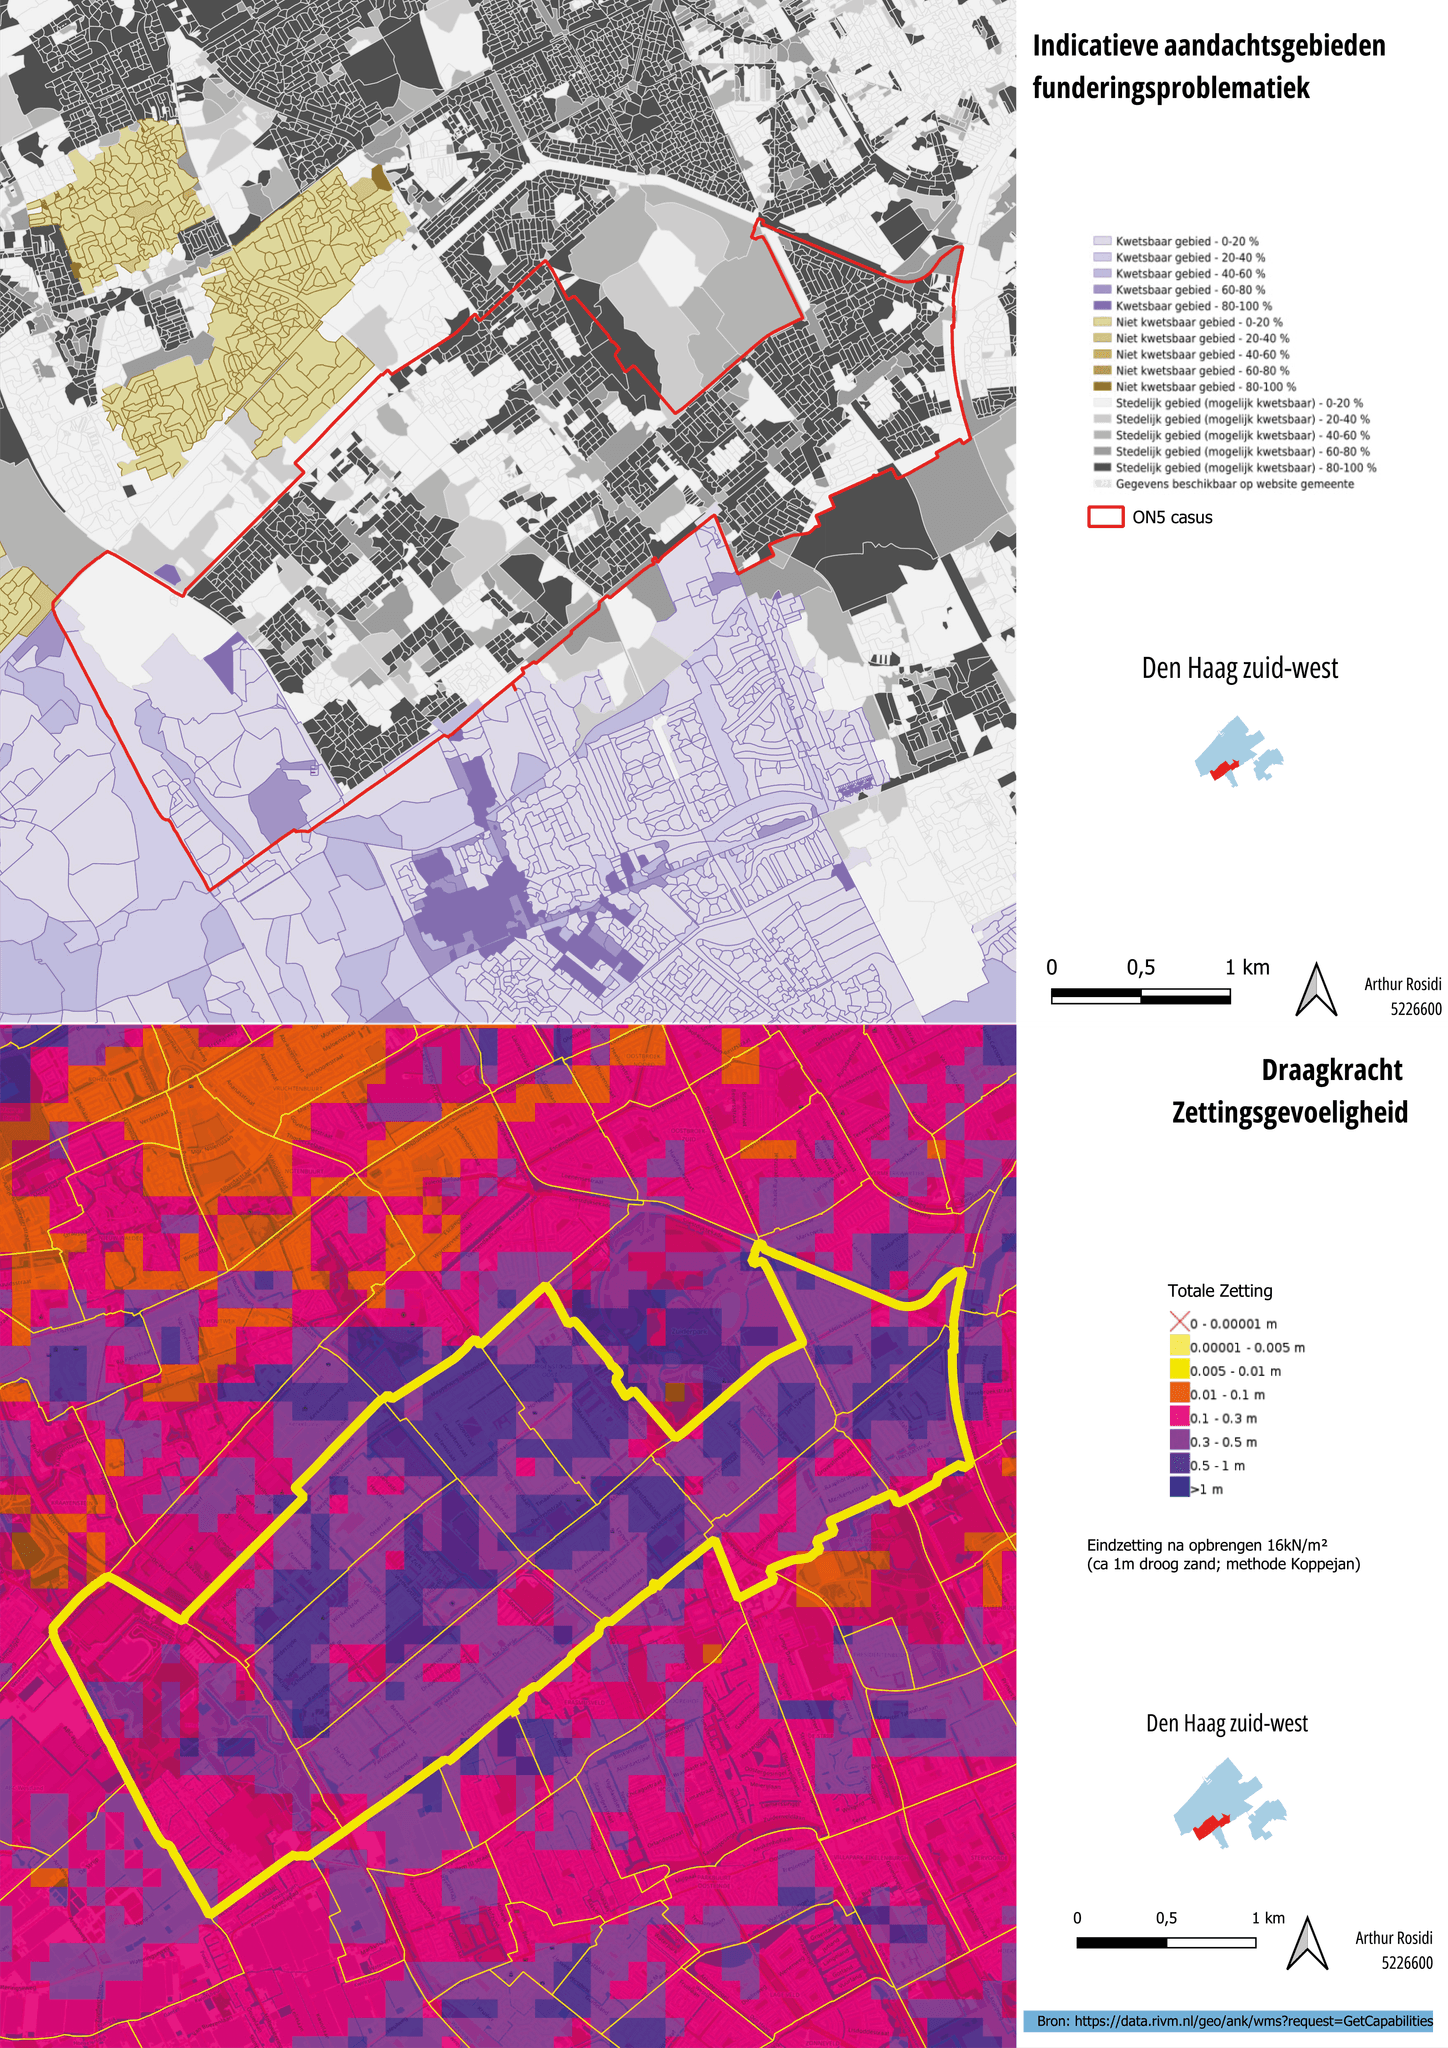 Indicatieve aandachtsgebieden
funderingsproblematiek
Kwetsbaar gebied - 0-20 %
Kwetsbaar gebied - 20-40 %
Kwetsbaar gebied - 40-60 %
Kwetsbaar gebied - 60-80 %
Kwetsbaar gebied - 80-100 %
Niet kwetsbaar gebied - 0-20 %
Niet kwetsbaar gebied - 20-40 %
Niet kwetsbaar gebied - 40-60 %
Niet kwetsbaar gebied - 60-80 %
Niet kwetsbaar gebied - 80-100 %
Stedelijk gebied (mogelijk kwetsbaar) - 0-20 %
Stedelijk gebied (mogelijk kwetsbaar) - 20-40 %
Stedelijk gebied (mogelijk kwetsbaar) - 40-60 %
Stedelijk gebied (mogelijk kwetsbaar) - 60-80 %
Stedelijk gebied (mogelijk kwetsbaar) - 80-100 %
Gegevens beschikbaar op website gemeente
ON5 casus
Den Haag zuid-west
0 0,5 1 km
Arthur Rosidi
5226600
Draagkracht
Zettingsgevoeligheid
Totale Zetting
0 - 0.00001 m
0.00001 - 0.005 m
0.005 - 0.01 m
0.01 - 0.1 m
0.1 - 0.3 m
0.3 - 0.5 m
0.5 - 1 m
>1 m
Eindzetting na opbrengen 16kN/m²
(ca 1m droog zand; methode Koppejan)
Den Haag zuid-west
0 0,5 1 km
Arthur Rosidi
5226600
Bron: https://data.rivm.nl/geo/ank/wms?request=GetCapabilities